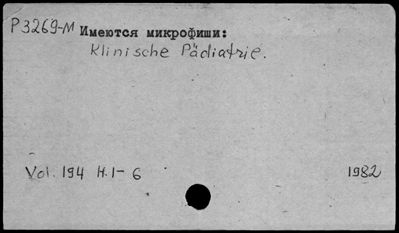 P3269-M Имеются микрофиши:
Klinische Pädiatrie.
Vol. 194 H.1-6 1982